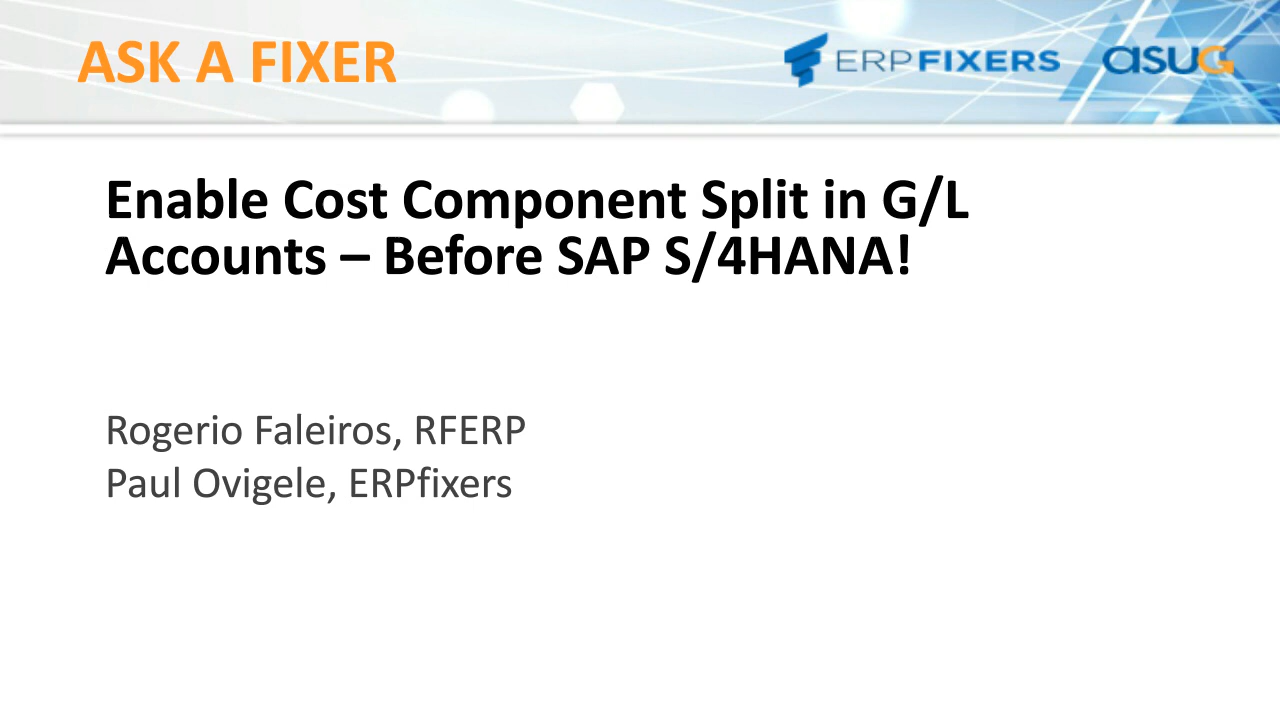 ASK A FIXER
ERPFIXERS
asug
Enable Cost Component Split in G/L
Accounts – Before SAP S/4HANA!
Rogerio Faleiros, RFERP
Paul Ovigele, ERPfixers